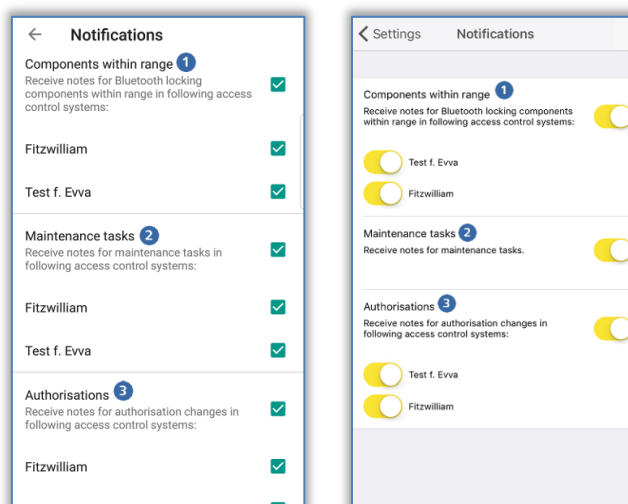 Notifications
Components within range 1
Receive notes for Bluetooth locking
components within range in following access
control systems:
Fitzwilliam
Test f. Evva
Maintenance tasks 2
Receive notes for maintenance tasks in
following access control systems:
Fitzwilliam
Test f. Evva
Authorisations 3
Receive notes for authorisation changes in
following access control systems:
Fitzwilliam
Settings Notifications
Components within range 1
Receive notes for Bluetooth locking components
within range in following access control systems:
Test f. Evva
Fitzwilliam
Maintenance tasks 2
Receive notes for maintenance tasks.
Authorisations 3
Receive notes for authorisation changes in
following access control systems:
Test f. Evva
Fitzwilliam